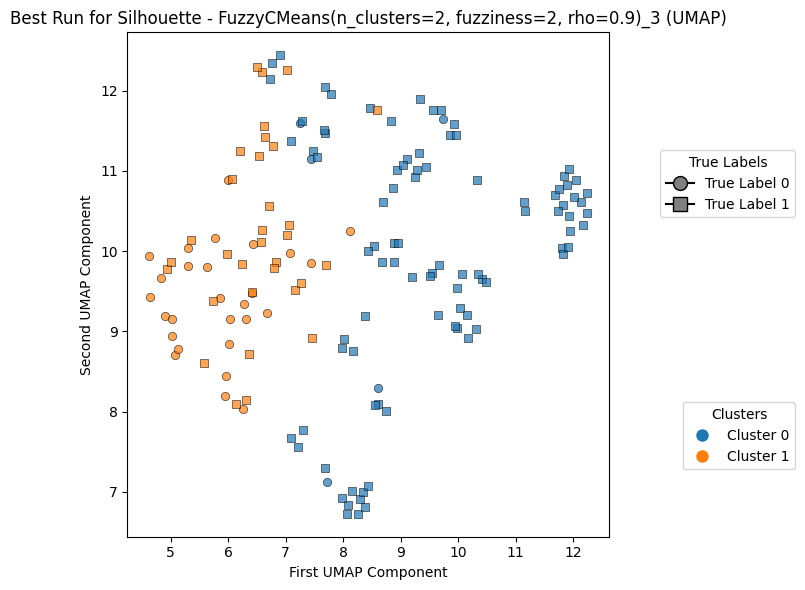 Best Run for Silhouette - FuzzyCMeans(n_clusters=2, fuzziness=2, rho=0.9)_3 (UMAP)
12
11
10
9
8
7
Second UMAP Component
5
6
7
8
9
10
11
12
First UMAP Component
True Labels
True Label 0
True Label 1
Clusters
Cluster 0
Cluster 1